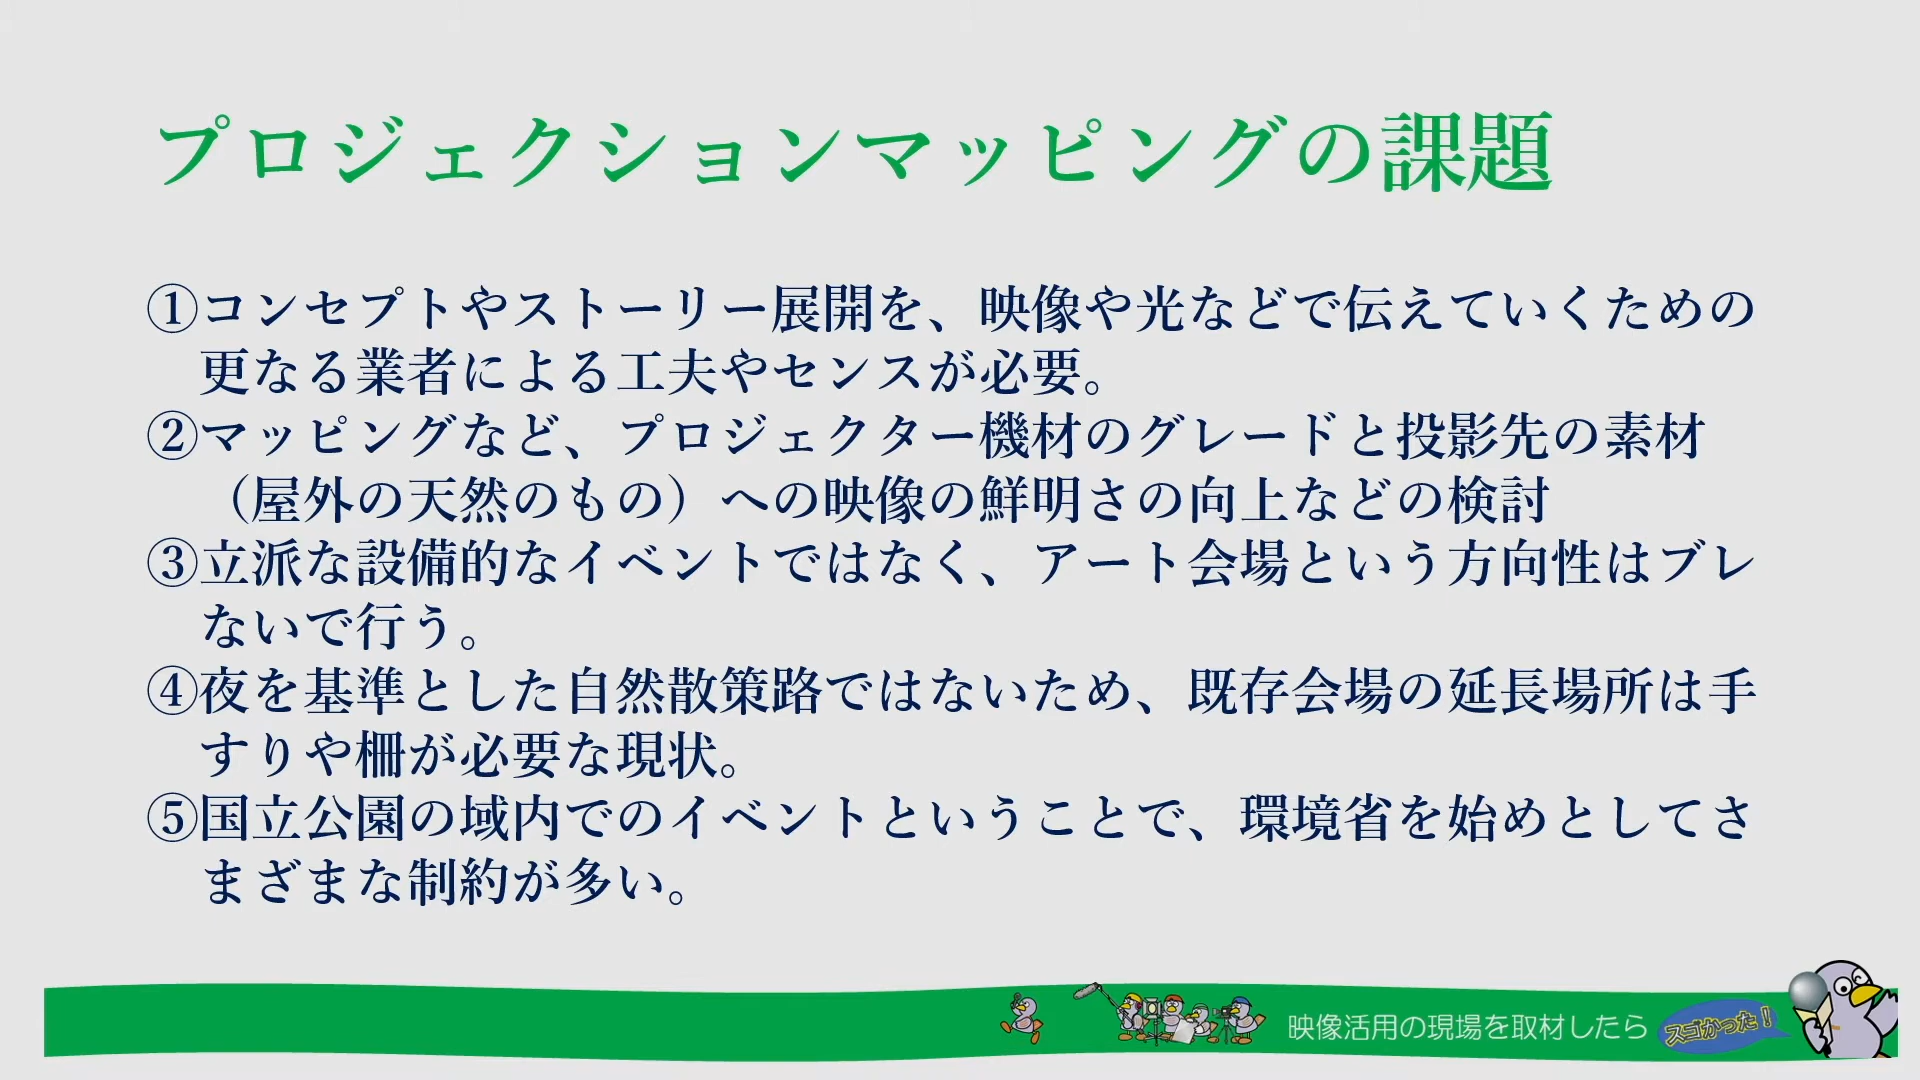 プロジェクションマッピングの課題
①コンセプトやストーリー展開を、映像や光などで伝えていくための
更なる業者による工夫やセンスが必要。
②マッピングなど、プロジェクター機材のグレードと投影先の素材
（屋外の天然のもの）への映像の鮮明さの向上などの検討
③立派な設備的なイベントではなく、アート会場という方向性はブレ
ないで行う。
④夜を基準とした自然散策路ではないため、既存会場の延長場所は手
すりや柵が必要な現状。
⑤国立公園の域内でのイベントということで、環境省を始めとしてさ
まざまな制約が多い。
映像活用の現場を取材したら
スゴかった！